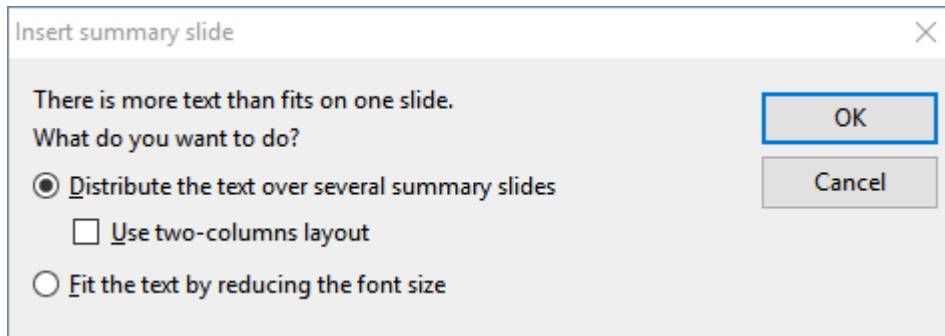 Insert summary slide
There is more text than fits on one slide.
What do you want to do?
OK
Distribute the text over several summary slides
Cancel
Use two-columns layout
Fit the text by reducing the font size